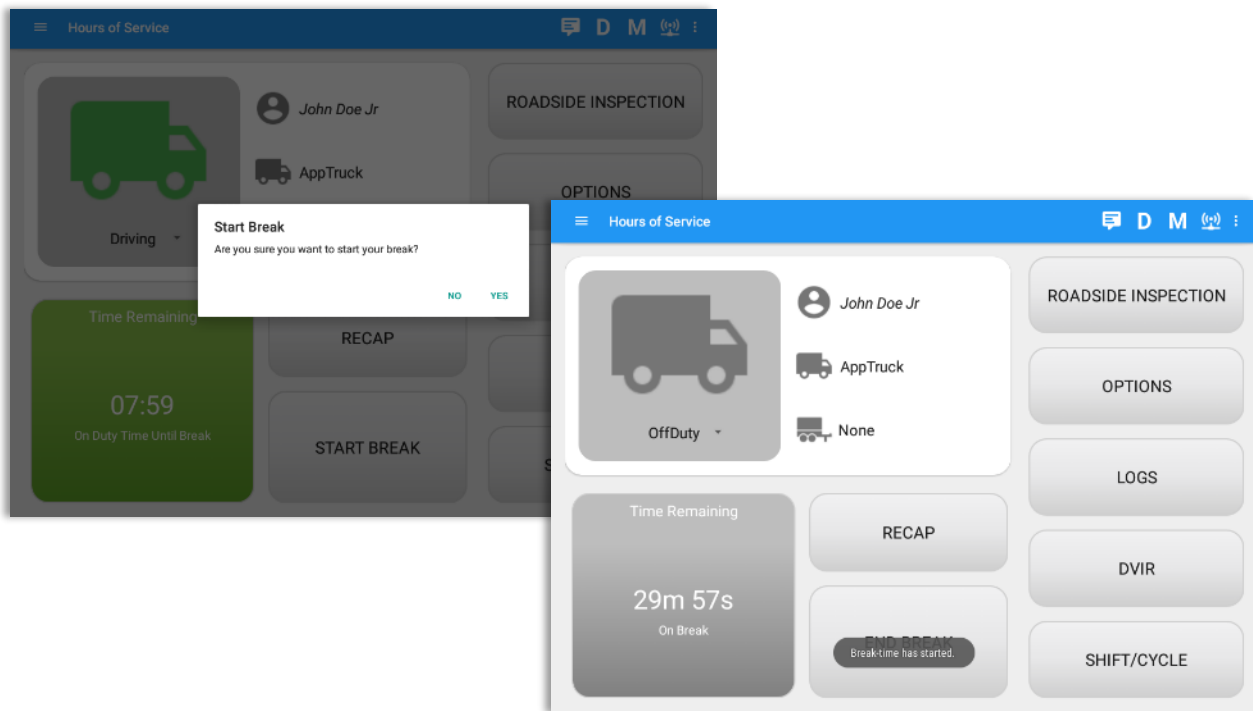 Hours of Service
D M
John Doe Jr
AppTruck
Driving
ROADSIDE INSPECTION
OPTIONS
Start Break
Are you sure you want to start your break?
NO YES
Time Remaining
07:59
On Duty Time Until Break
RECAP
START BREAK
S
Hours of Service
D M
John Doe Jr
AppTruck
None
OffDuty
ROADSIDE INSPECTION
OPTIONS
LOGS
DVIR
SHIFT/CYCLE
Time Remaining
29m 57s
On Break
RECAP
END BREAK
Break-time has started.